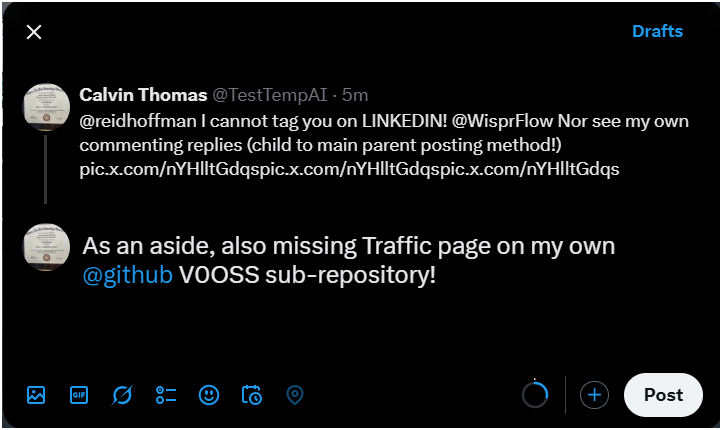 Drafts
Calvin Thomas @TestTempAI · 5m
@reidhoffman I cannot tag you on LINKEDIN! @WisprFlow Nor see my own
commenting replies (child to main parent posting method!)
pic.x.com/nYHlltGdqspic.x.com/nYHlltGdqspic.x.com/nYHlltGdqs
As an aside, also missing Traffic page on my own
@github V0OSS sub-repository!
GIF
Post